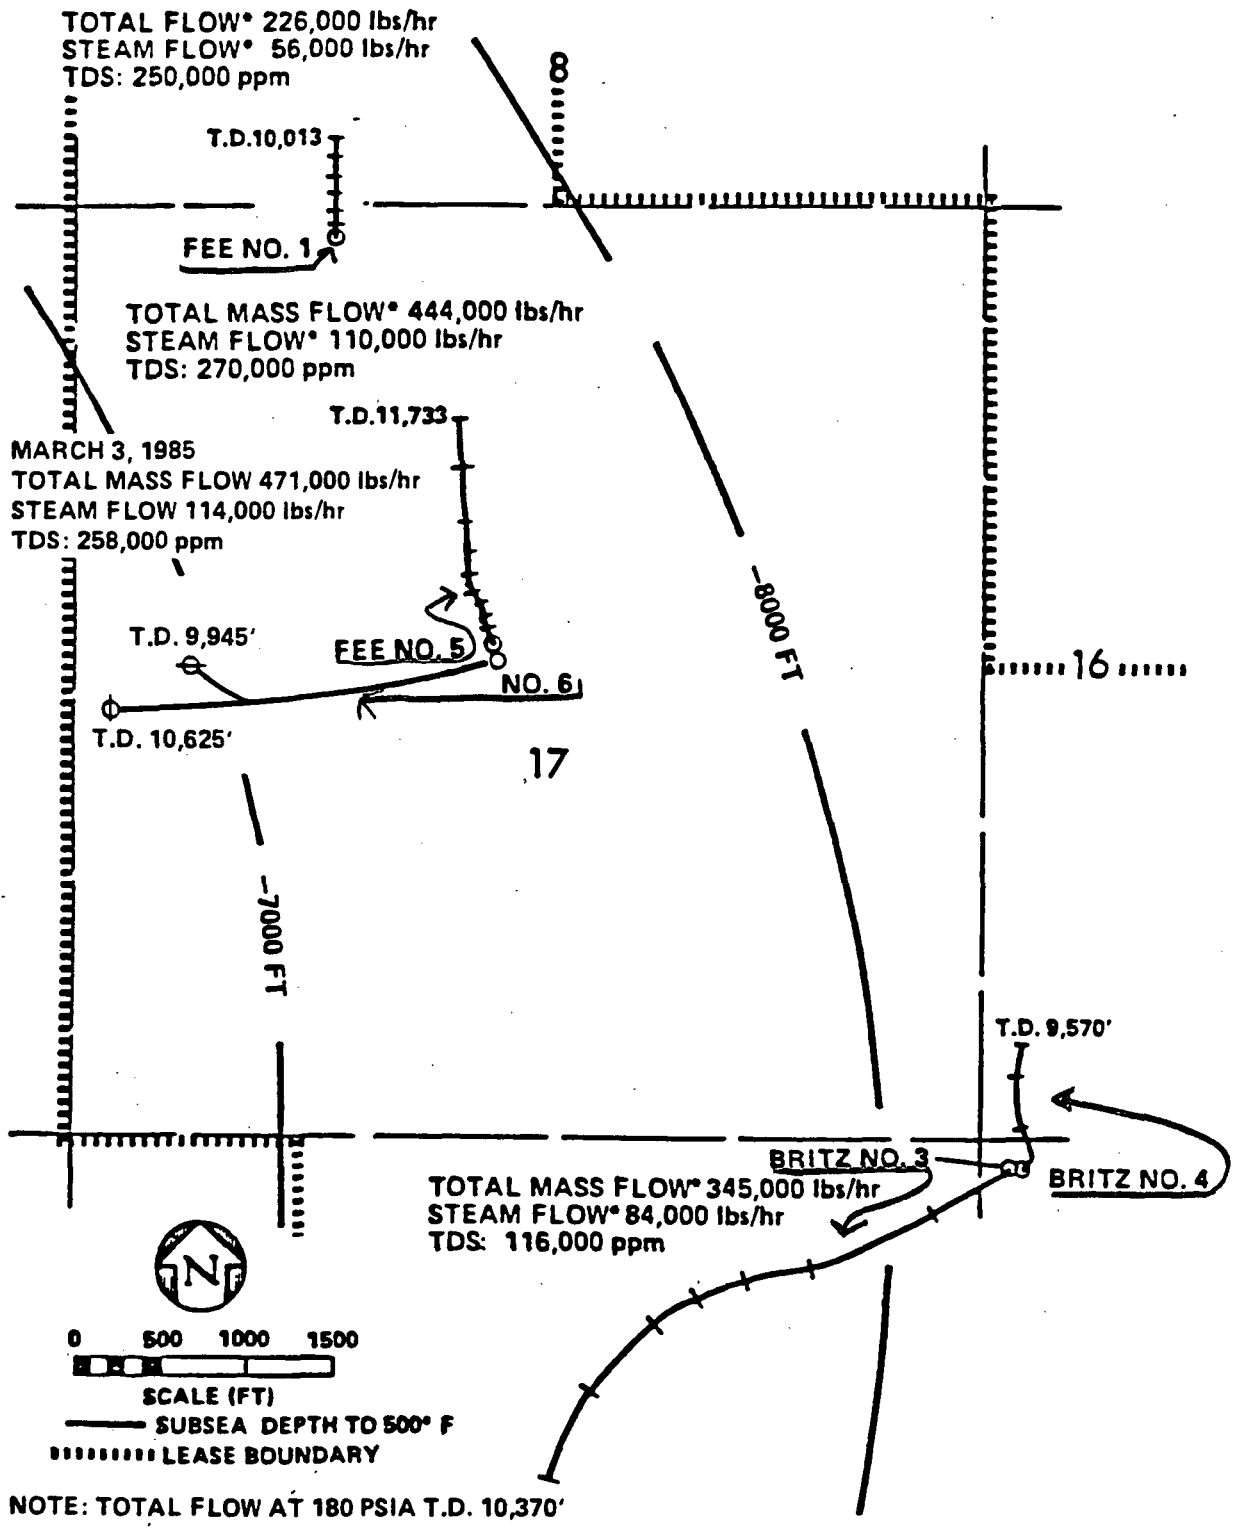 TOTAL FLOW* 226,000 lbs/hr
STEAM FLOW* 56,000 lbs/hr
TDS: 250,000 ppm
8
T.D.10,013
FEE NO. 1
TOTAL MASS FLOW* 444,000 lbs/hr
STEAM FLOW* 110,000 lbs/hr
TDS: 270,000 ppm
T.D.11,733
MARCH 3, 1985
TOTAL MASS FLOW 471,000 lbs/hr
STEAM FLOW 114,000 lbs/hr
TDS: 258,000 ppm
-8000 FT
T.D. 9,945'
FEE NO. 5
16
NO. 6
T.D. 10,625'
17
-7000 FT
T.D. 9,570'
BRITZ NO. 3
BRITZ NO. 4
TOTAL MASS FLOW* 345,000 lbs/hr
STEAM FLOW* 84,000 lbs/hr
TDS: 116,000 ppm
N
0 500 1000 1500
SCALE (FT)
SUBSEA DEPTH TO 500° F
LEASE BOUNDARY
NOTE: TOTAL FLOW AT 180 PSIA T.D. 10,370'